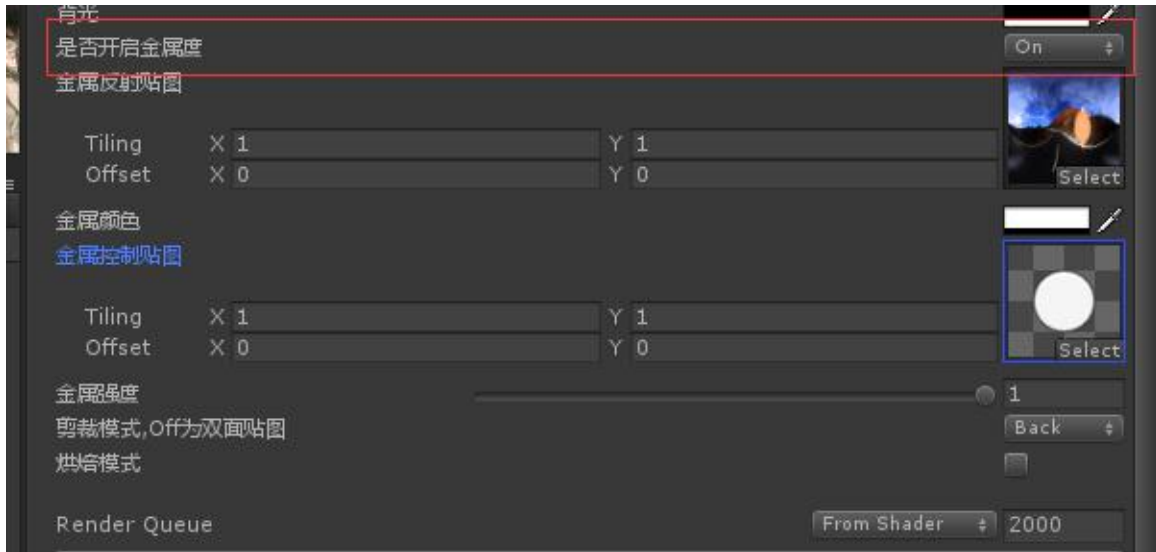 背光
是否开启金属度 On
金属反射贴图
Tiling X 1 Y 1
Offset X 0 Y 0
Select
金属颜色
金属控制贴图
Tiling X 1 Y 1
Offset X 0 Y 0
Select
金属强度 1
剪裁模式,Off为双面贴图 Back
烘焙模式
Render Queue From Shader 2000